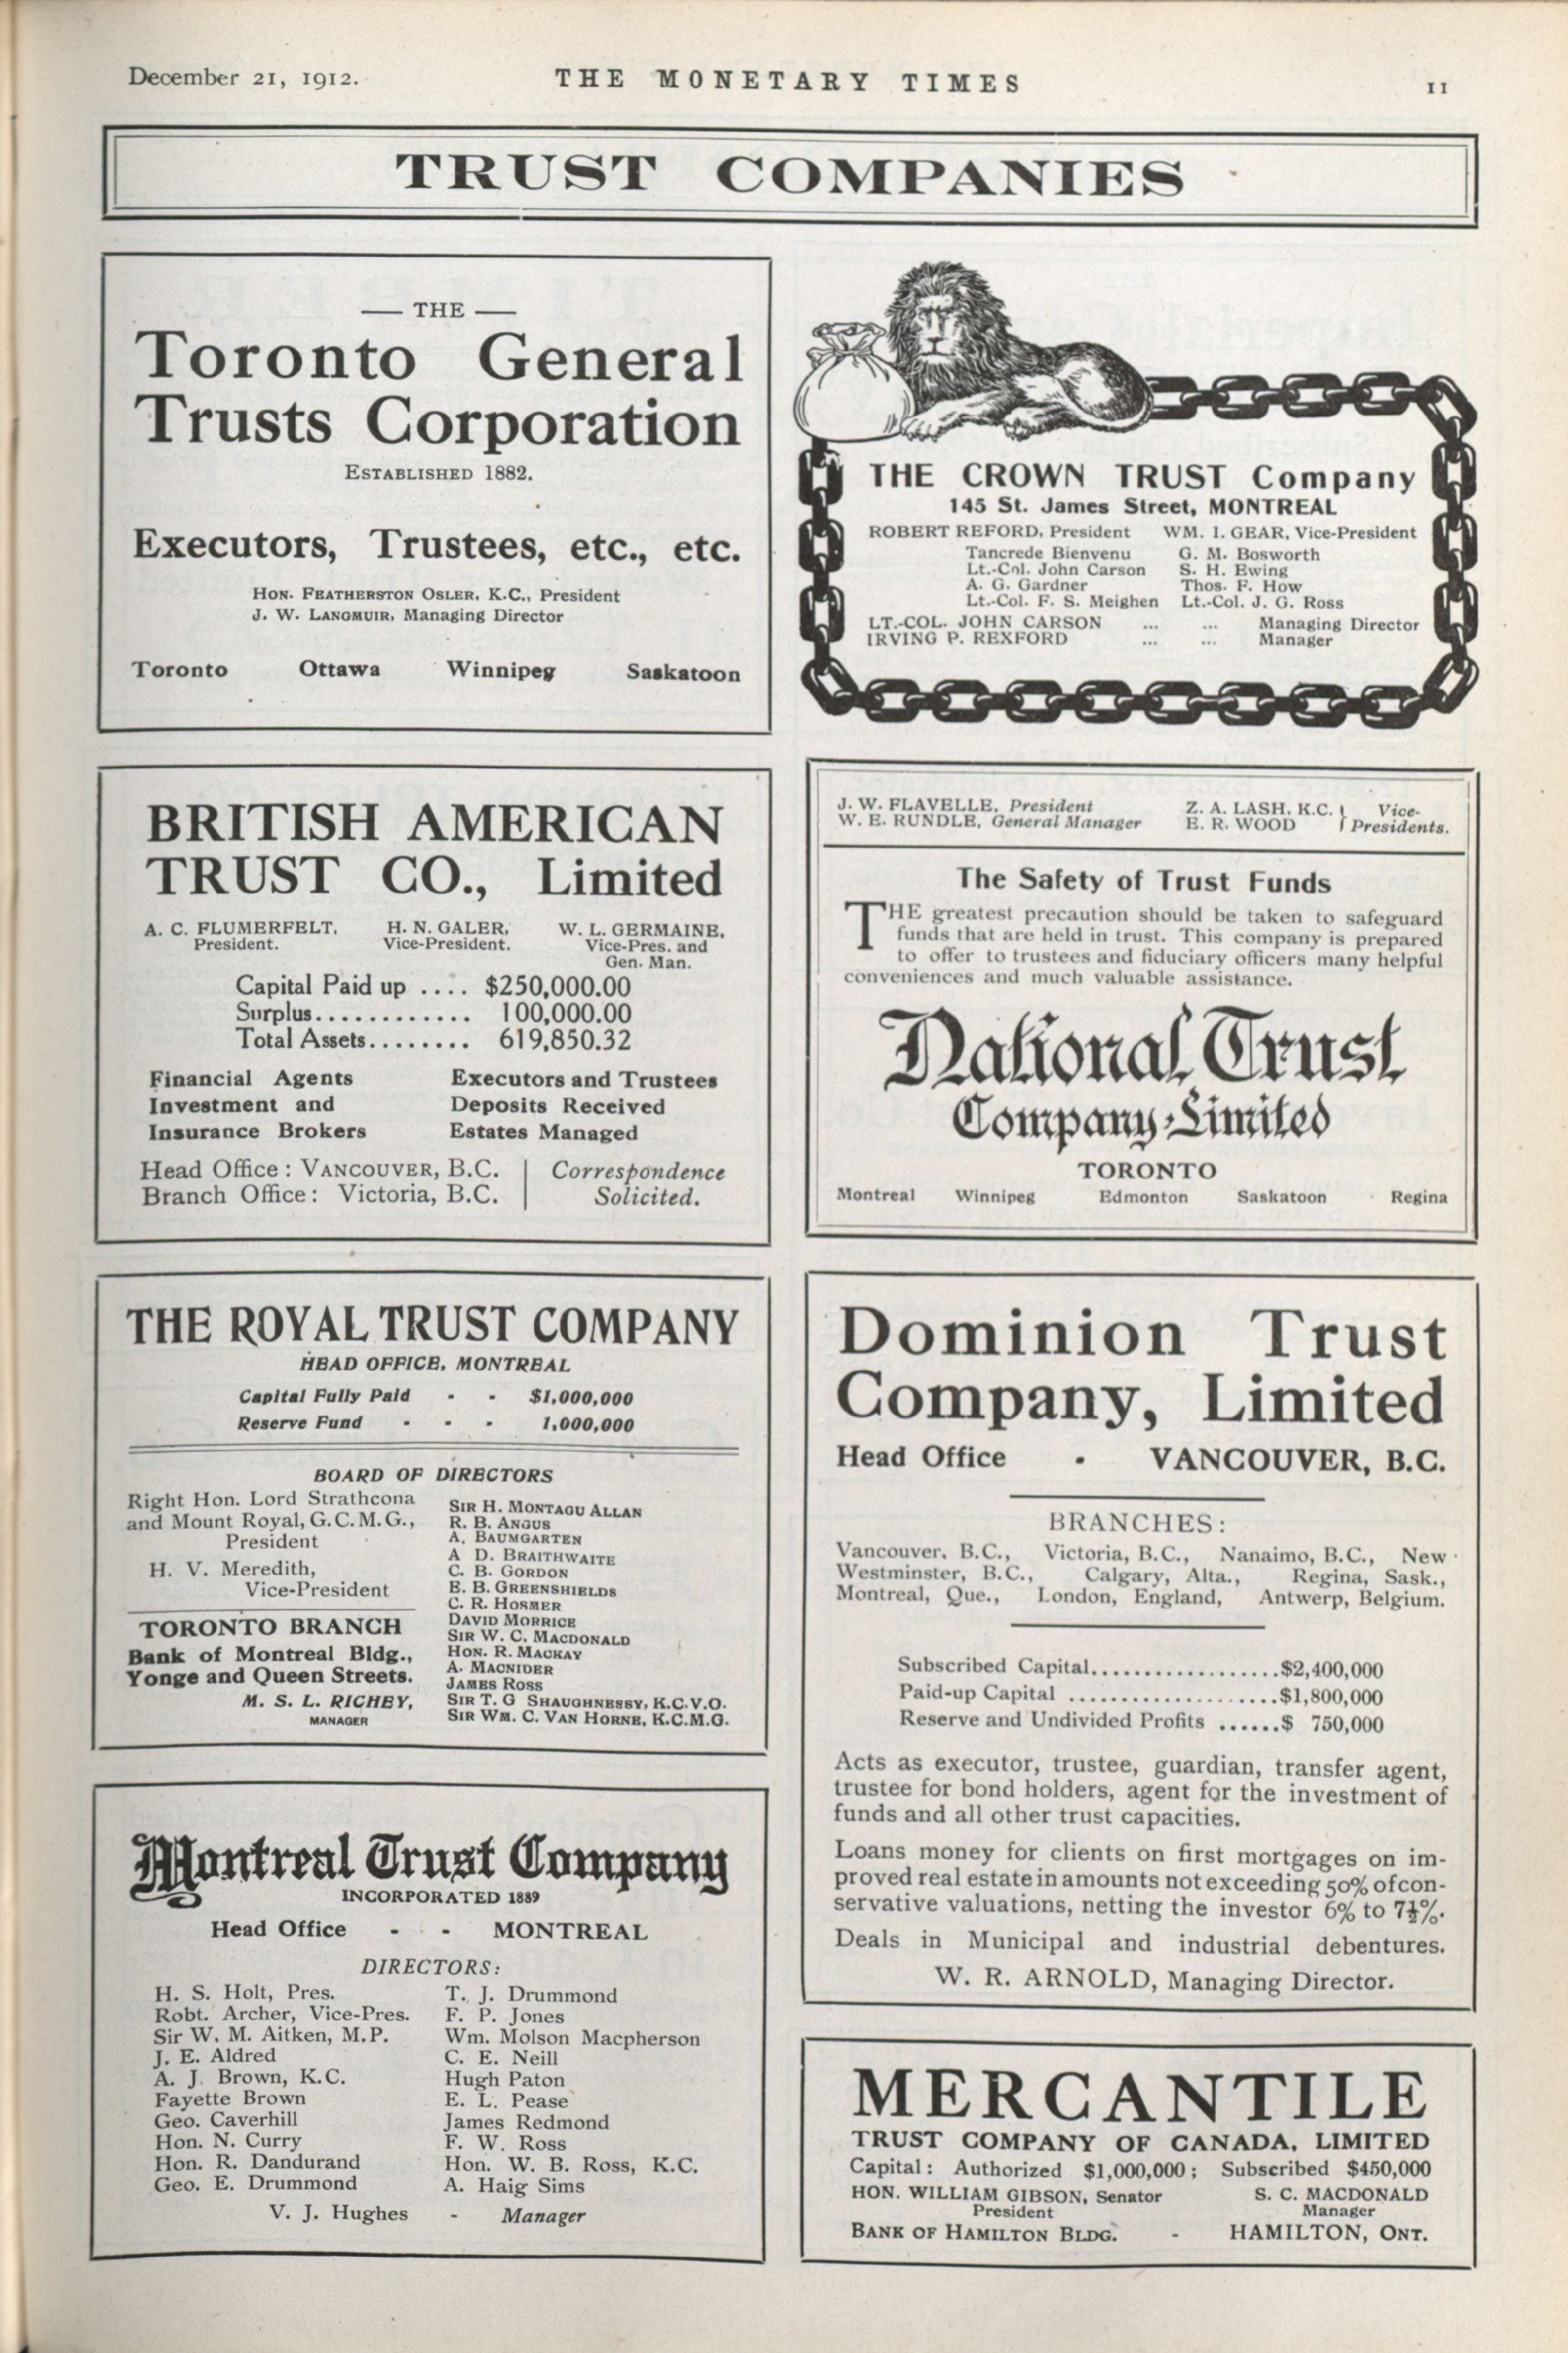 December 21, 1912.
THE MONETARY TIMES
11
TRUST COMPANIES
— THE —
Toronto General
Trusts Corporation
ESTABLISHED 1882.
Executors, Trustees, etc., etc.
HON. FEATHERSTON OSLER, K.C., President
J. W. LANGMUIR, Managing Director
Toronto Ottawa Winnipeg Saskatoon
THE CROWN TRUST Company
145 St. James Street, MONTREAL
ROBERT REFORD, President WM. I. GEAR, Vice-President
Tancrede Bienvenu G. M. Bosworth
Lt.-Col. John Carson S. H. Ewing
A. G. Gardner Thos. F. How
Lt.-Col. F. S. Meighen Lt.-Col. J. G. Ross
LT.-COL. JOHN CARSON ... ... Managing Director
IRVING P. REXFORD ... ... Manager
BRITISH AMERICAN
TRUST CO., Limited
A. C. FLUMERFELT, H. N. GALER, W. L. GERMAINE,
President. Vice-President. Vice-Pres. and
Gen. Man.
Capital Paid up .... $250,000.00
Surplus............ 100,000.00
Total Assets........ 619,850.32
Financial Agents Executors and Trustees
Investment and Deposits Received
Insurance Brokers Estates Managed
Head Office : VANCOUVER, B.C. Correspondence
Branch Office : Victoria, B.C. Solicited.
J. W. FLAVELLE, President Z. A. LASH, K.C. } Vice-
W. E. RUNDLE, General Manager E. R. WOOD } Presidents.
The Safety of Trust Funds
THE greatest precaution should be taken to safeguard
funds that are held in trust. This company is prepared
to offer to trustees and fiduciary officers many helpful
conveniences and much valuable assistance.
National Trust
Company Limited
TORONTO
Montreal Winnipeg Edmonton Saskatoon Regina
THE ROYAL TRUST COMPANY
HEAD OFFICE, MONTREAL
Capital Fully Paid - - $1,000,000
Reserve Fund - - - 1,000,000
BOARD OF DIRECTORS
Right Hon. Lord Strathcona
and Mount Royal, G.C.M.G.,
President
H. V. Meredith,
Vice-President
TORONTO BRANCH
Bank of Montreal Bldg.,
Yonge and Queen Streets.
M. S. L. RICHEY,
MANAGER
SIR H. MONTAGU ALLAN
R. B. ANGUS
A. BAUMGARTEN
A D. BRAITHWAITE
C. B. GORDON
E. B. GREENSHIELDS
C. R. HOSMER
DAVID MORRICE
SIR W. C. MACDONALD
HON. R. MACKAY
A. MACNIDER
JAMES ROSS
SIR T. G SHAUGHNESSY, K.C.V.O.
SIR WM. C. VAN HORNE, K.C.M.G.
Dominion Trust
Company, Limited
Head Office - VANCOUVER, B.C.
BRANCHES:
Vancouver, B.C., Victoria, B.C., Nanaimo, B.C., New
Westminster, B.C., Calgary, Alta., Regina, Sask.,
Montreal, Que., London, England, Antwerp, Belgium.
Subscribed Capital..................$2,400,000
Paid-up Capital ....................$1,800,000
Reserve and Undivided Profits ......$ 750,000
Acts as executor, trustee, guardian, transfer agent,
trustee for bond holders, agent for the investment of
funds and all other trust capacities.
Loans money for clients on first mortgages on im-
proved real estate in amounts not exceeding 50% of con-
servative valuations, netting the investor 6% to 7½%.
Deals in Municipal and industrial debentures.
W. R. ARNOLD, Managing Director.
Montreal Trust Company
INCORPORATED 1889
Head Office - - MONTREAL
DIRECTORS:
H. S. Holt, Pres. T. J. Drummond
Robt. Archer, Vice-Pres. F. P. Jones
Sir W. M. Aitken, M.P. Wm. Molson Macpherson
J. E. Aldred C. E. Neill
A. J. Brown, K.C. Hugh Paton
Fayette Brown E. L. Pease
Geo. Caverhill James Redmond
Hon. N. Curry F. W. Ross
Hon. R. Dandurand Hon. W. B. Ross, K.C.
Geo. E. Drummond A. Haig Sims
V. J. Hughes - Manager
MERCANTILE
TRUST COMPANY OF CANADA, LIMITED
Capital : Authorized $1,000,000 ; Subscribed $450,000
HON. WILLIAM GIBSON, Senator S. C. MACDONALD
President Manager
BANK OF HAMILTON BLDG. - HAMILTON, ONT.